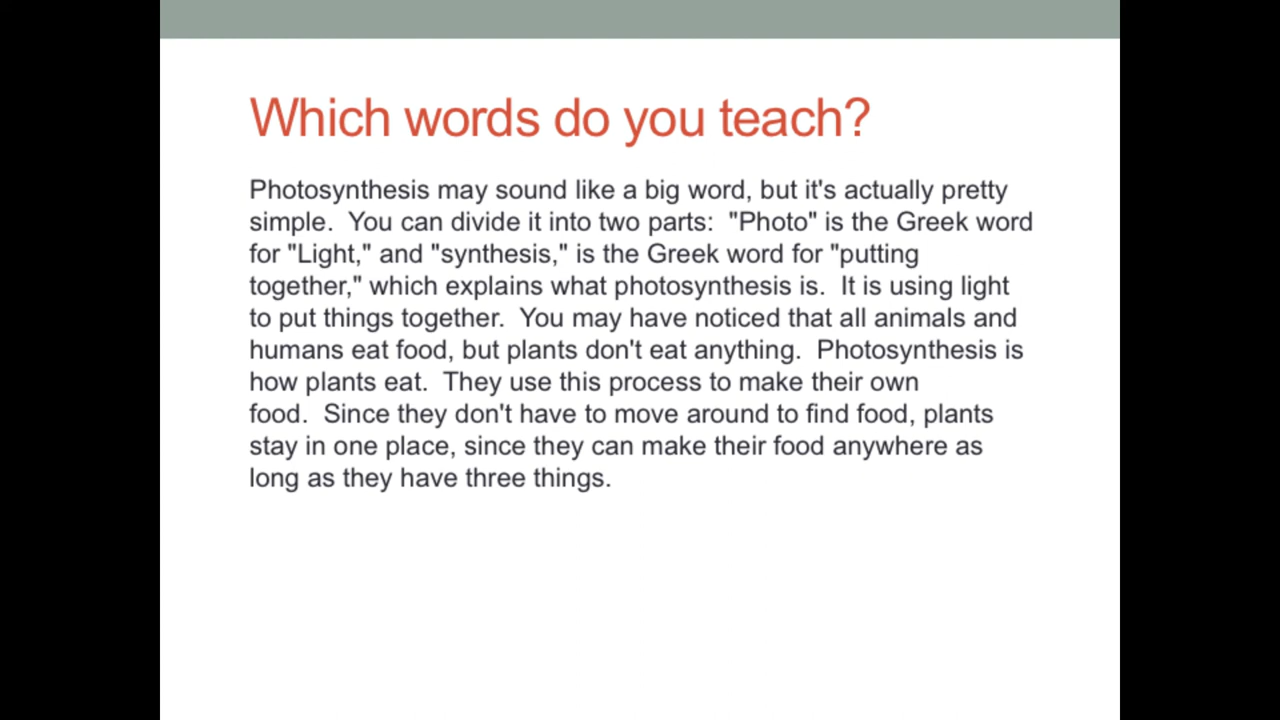 Which words do you teach?
Photosynthesis may sound like a big word, but it's actually pretty
simple.  You can divide it into two parts:  "Photo" is the Greek word
for "Light," and "synthesis," is the Greek word for "putting
together," which explains what photosynthesis is.  It is using light
to put things together.  You may have noticed that all animals and
humans eat food, but plants don't eat anything.  Photosynthesis is
how plants eat.  They use this process to make their own
food.  Since they don't have to move around to find food, plants
stay in one place, since they can make their food anywhere as
long as they have three things.